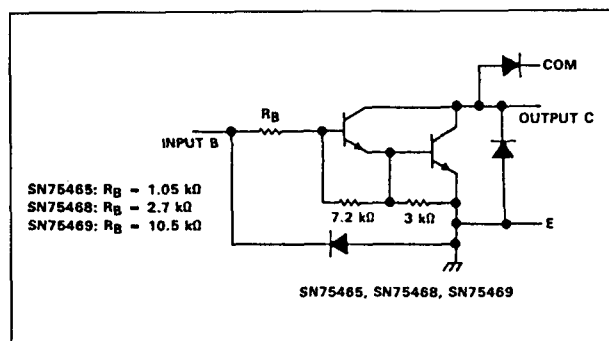 COM
R_B
OUTPUT C
INPUT B
SN75465: R_B = 1.05 kΩ
SN75468: R_B = 2.7 kΩ
SN75469: R_B = 10.5 kΩ
7.2 kΩ
3 kΩ
E
SN75465, SN75468, SN75469